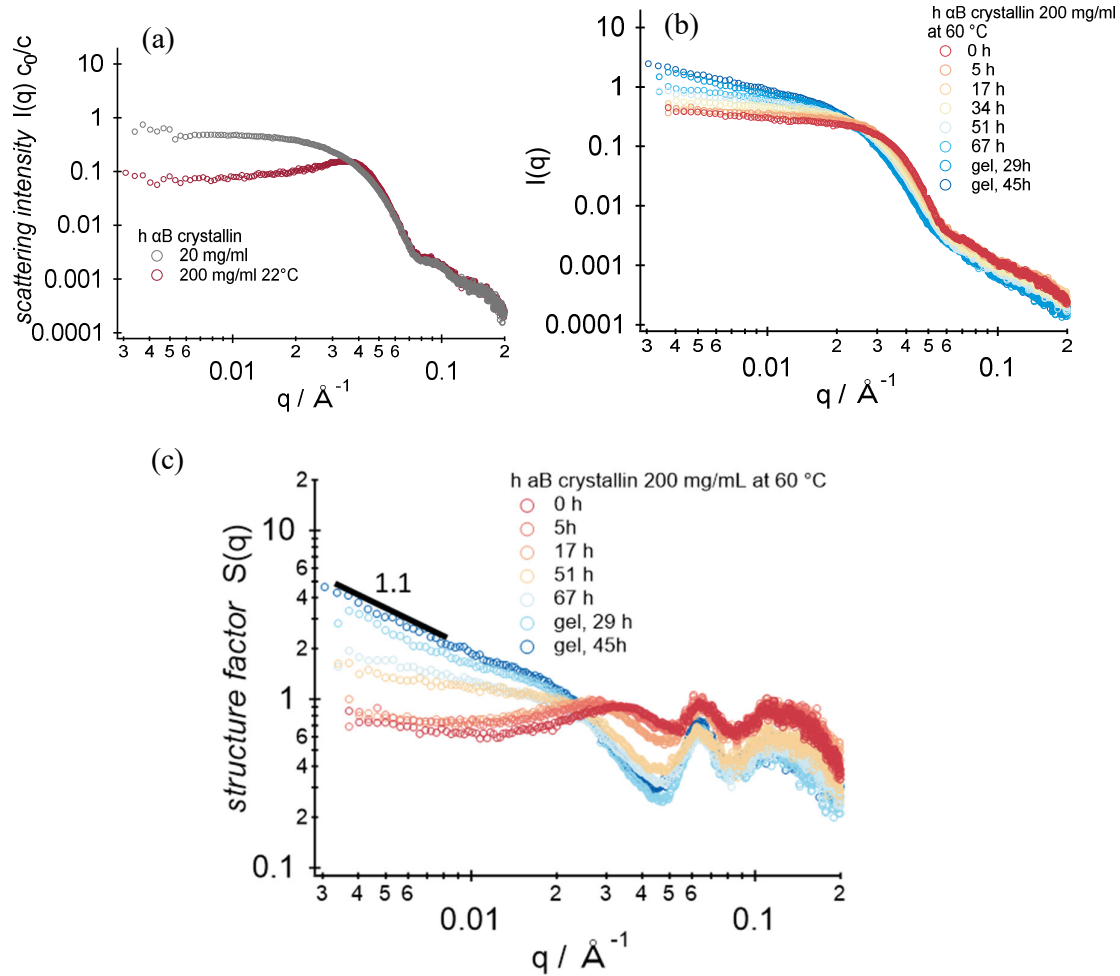 (a)
scattering intensity I(q) c₀/c
10
1
0.1
0.01
0.001
0.0001
h αB crystallin
20 mg/ml
200 mg/ml 22°C
3 4 5 6 2 3 4 5 6 2
0.01 0.1
q / Å⁻¹
(b)
h αB crystallin 200 mg/ml
at 60 °C
0 h
5 h
17 h
34 h
51 h
67 h
gel, 29h
gel, 45h
I(q)
10
1
0.1
0.01
0.001
0.0001
3 4 5 6 2 3 4 5 6 2
0.01 0.1
q / Å⁻¹
(c)
h aB crystallin 200 mg/mL at 60 °C
0 h
5h
17 h
51 h
67 h
gel, 29 h
gel, 45h
1.1
structure factor S(q)
2
10
6
4
2
1
6
4
2
0.1
3 4 5 6 2 3 4 5 6 2
0.01 0.1
q / Å⁻¹